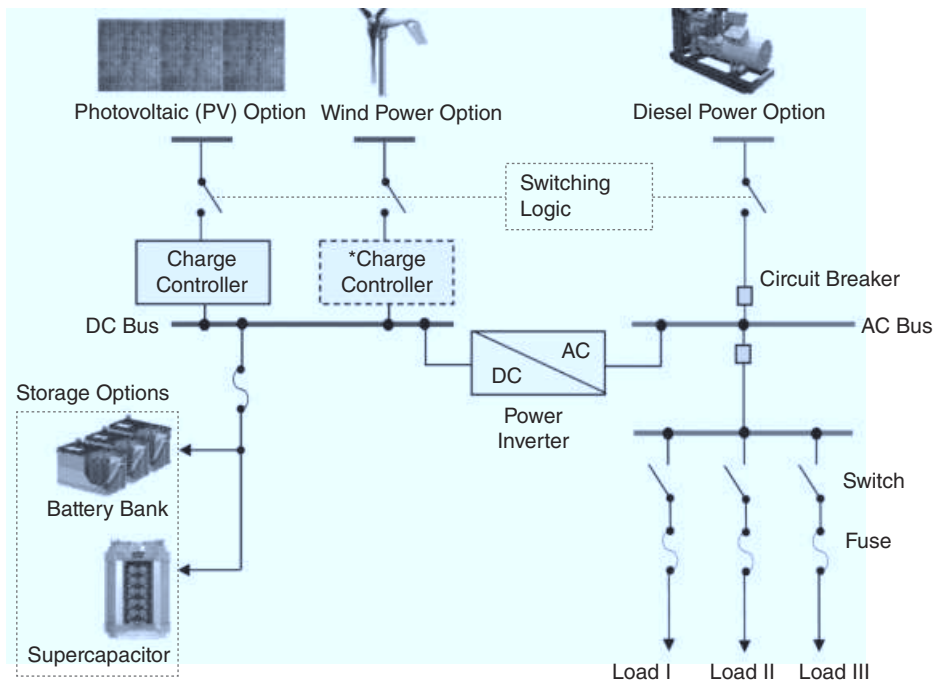 Photovoltaic (PV) Option
Wind Power Option
Diesel Power Option
Switching
Logic
Charge
Controller
*Charge
Controller
Circuit Breaker
DC Bus
AC Bus
AC
DC
Power
Inverter
Storage Options
Battery Bank
Supercapacitor
Switch
Fuse
Load I
Load II
Load III